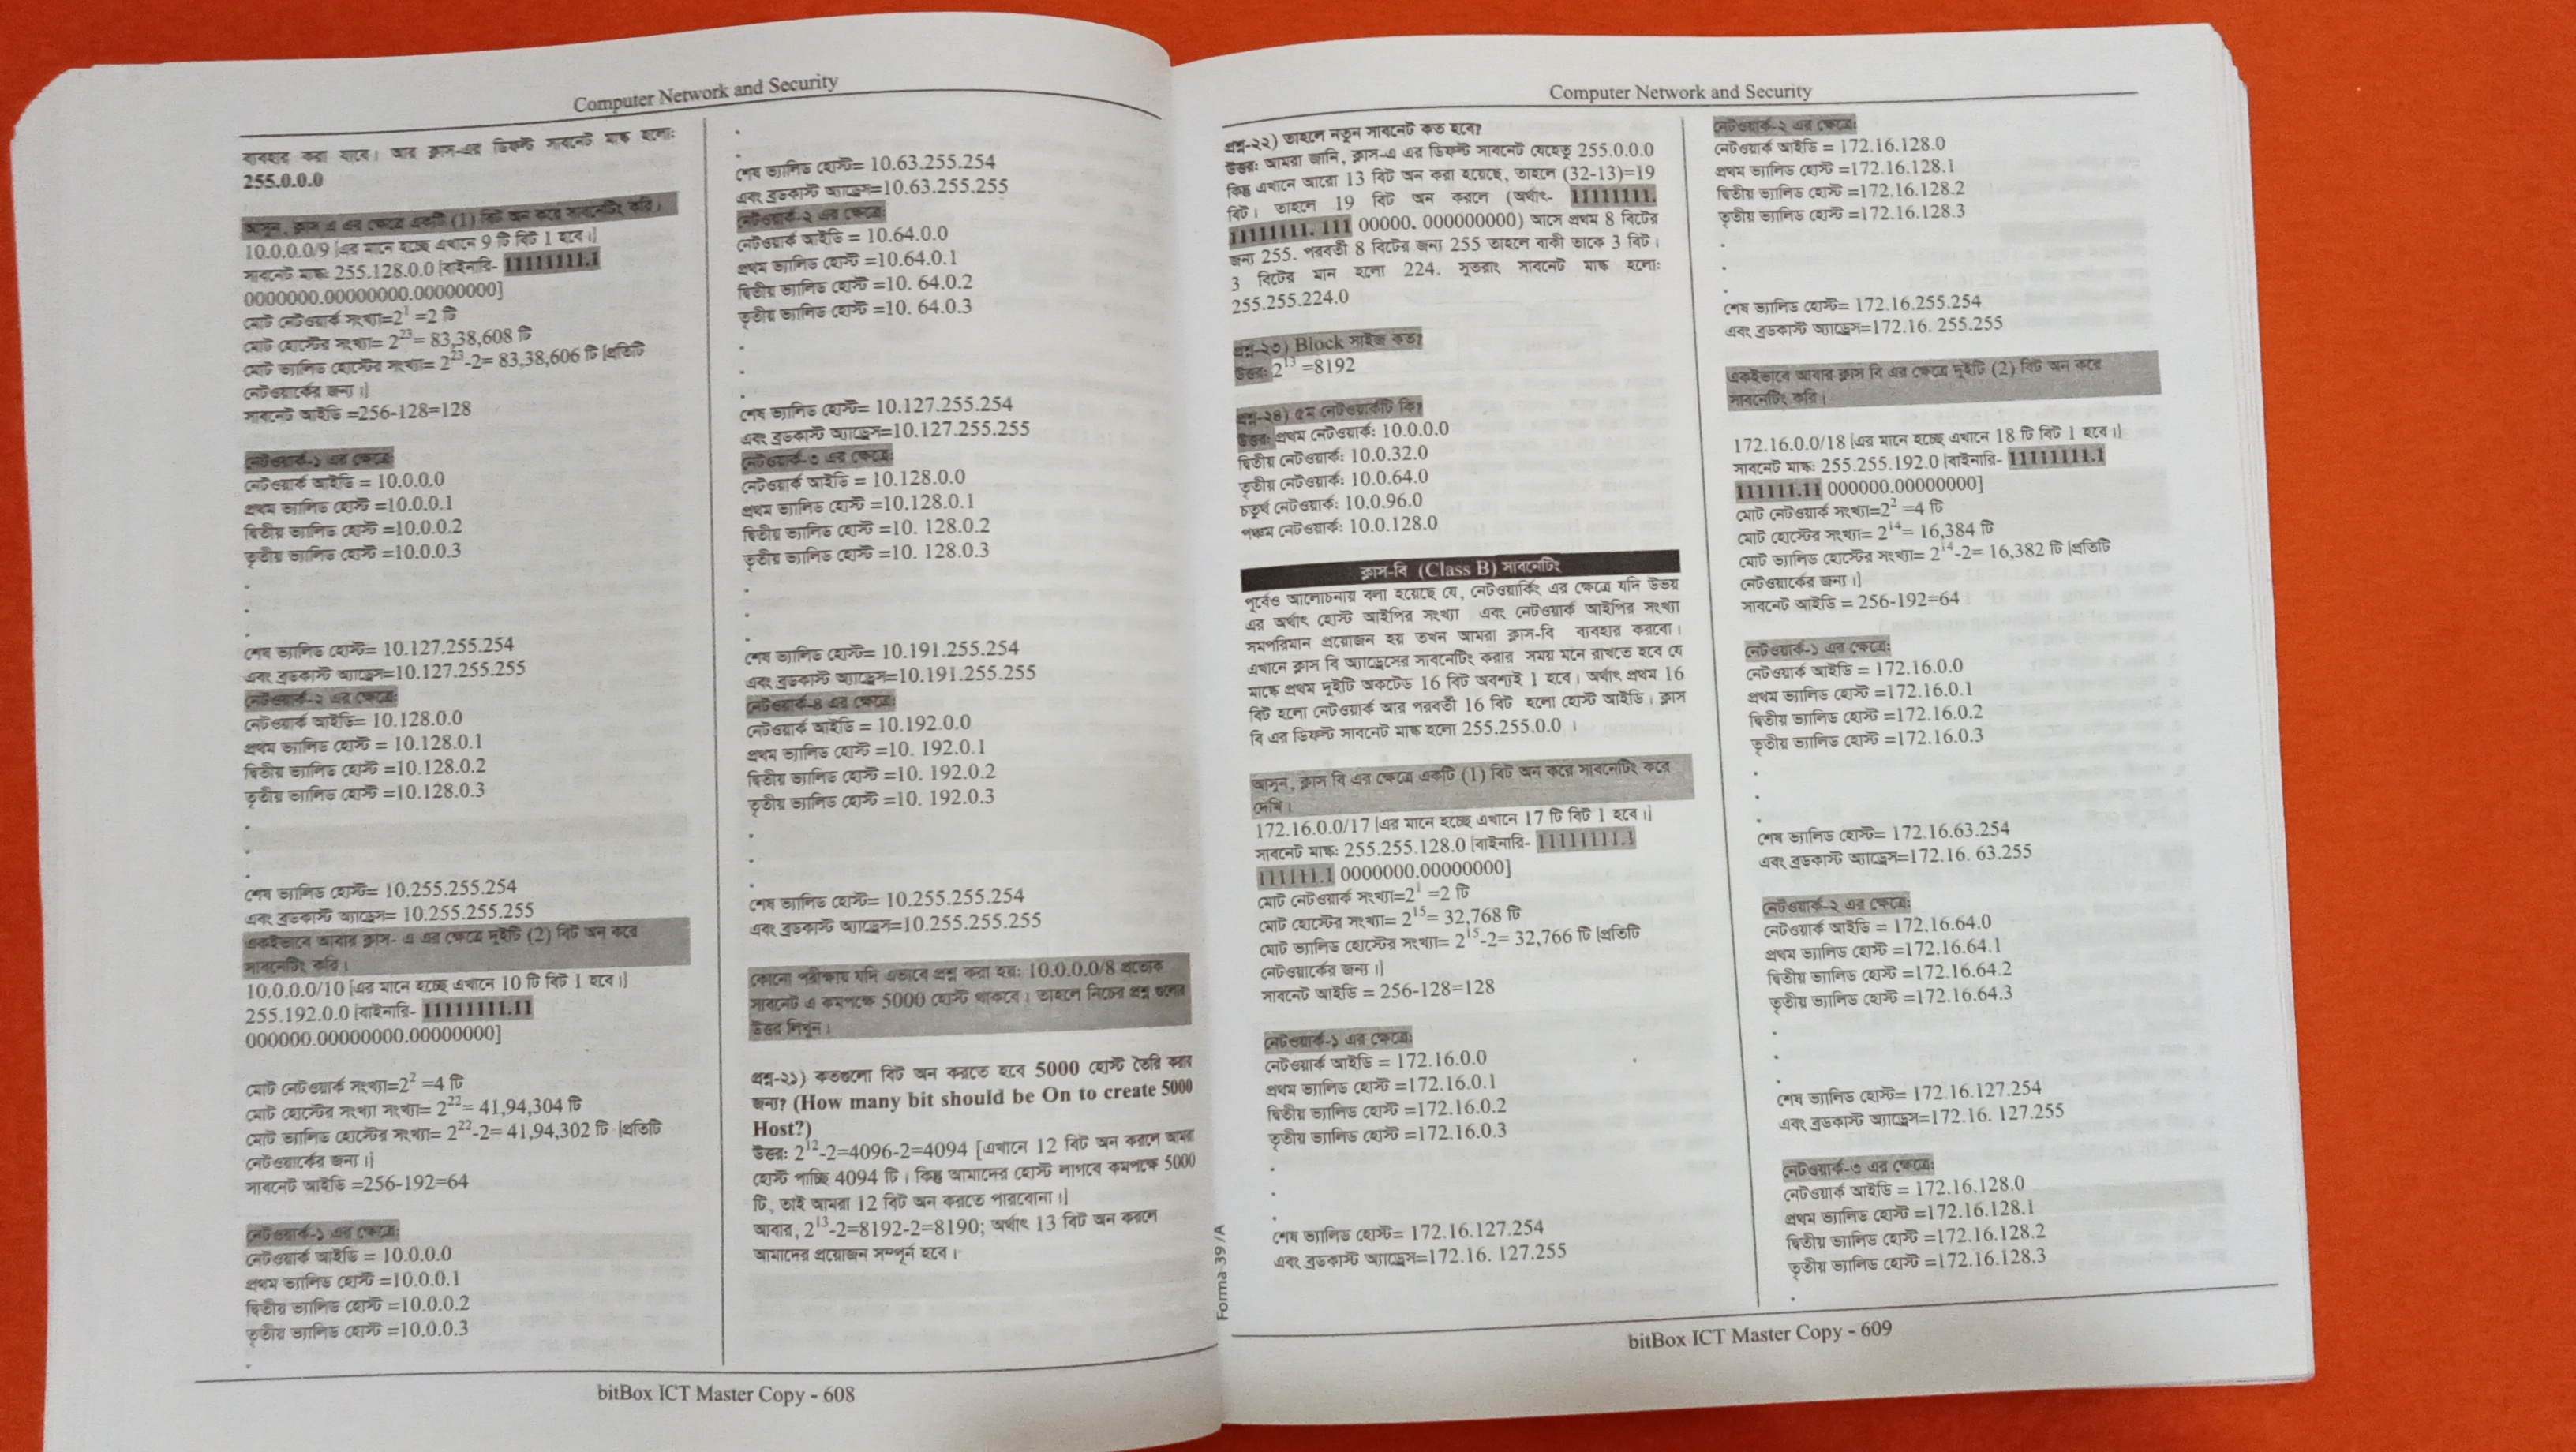 Computer Network and Security
ব্যবহার করা যাবে। আর ক্লাস-এর ডিফল্ট সাবনেট মাস্ক হলো:
255.0.0.0
আসুন, ক্লাস এ এর ক্ষেত্রে একটি (1) বিট অন করে সাবনেটিং করি।
10.0.0.0/9 [এর মানে হচ্ছে এখানে 9 টি বিট 1 হবে।]
সাবনেট মাস্ক: 255.128.0.0 [বাইনারি- 11111111.1
0000000.00000000.00000000]
মোট নেটওয়ার্ক সংখ্যা=2¹ =2 টি
মোট হোস্টের সংখ্যা= 2²³= 83,38,608 টি
মোট ভ্যালিড হোস্টের সংখ্যা= 2²³-2= 83,38,606 টি [প্রতিটি
নেটওয়ার্কের জন্য।]
সাবনেট আইডি =256-128=128
নেটওয়ার্ক-১ এর ক্ষেত্রে:
নেটওয়ার্ক আইডি = 10.0.0.0
প্রথম ভ্যালিড হোস্ট =10.0.0.1
দ্বিতীয় ভ্যালিড হোস্ট =10.0.0.2
তৃতীয় ভ্যালিড হোস্ট =10.0.0.3
.
.
.
শেষ ভ্যালিড হোস্ট= 10.127.255.254
এবং ব্রডকাস্ট অ্যাড্রেস=10.127.255.255
নেটওয়ার্ক-২ এর ক্ষেত্রে:
নেটওয়ার্ক আইডি= 10.128.0.0
প্রথম ভ্যালিড হোস্ট = 10.128.0.1
দ্বিতীয় ভ্যালিড হোস্ট =10.128.0.2
তৃতীয় ভ্যালিড হোস্ট =10.128.0.3
.
.
.
শেষ ভ্যালিড হোস্ট= 10.255.255.254
এবং ব্রডকাস্ট অ্যাড্রেস= 10.255.255.255
একইভাবে আবার ক্লাস- এ এর ক্ষেত্রে দুইটি (2) বিট অন করে
সাবনেটিং করি।
10.0.0.0/10 [এর মানে হচ্ছে এখানে 10 টি বিট 1 হবে।]
255.192.0.0 [বাইনারি- 11111111.11
000000.00000000.00000000]
মোট নেটওয়ার্ক সংখ্যা=2² =4 টি
মোট হোস্টের সংখ্যা সংখ্যা= 2²²= 41,94,304 টি
মোট ভ্যালিড হোস্টের সংখ্যা= 2²²-2= 41,94,302 টি [প্রতিটি
নেটওয়ার্কের জন্য।]
সাবনেট আইডি =256-192=64
নেটওয়ার্ক-১ এর ক্ষেত্রে:
নেটওয়ার্ক আইডি = 10.0.0.0
প্রথম ভ্যালিড হোস্ট =10.0.0.1
দ্বিতীয় ভ্যালিড হোস্ট =10.0.0.2
তৃতীয় ভ্যালিড হোস্ট =10.0.0.3
.
.
শেষ ভ্যালিড হোস্ট= 10.63.255.254
এবং ব্রডকাস্ট অ্যাড্রেস=10.63.255.255
নেটওয়ার্ক-২ এর ক্ষেত্রে:
নেটওয়ার্ক আইডি = 10.64.0.0
প্রথম ভ্যালিড হোস্ট =10.64.0.1
দ্বিতীয় ভ্যালিড হোস্ট =10. 64.0.2
তৃতীয় ভ্যালিড হোস্ট =10. 64.0.3
.
.
.
শেষ ভ্যালিড হোস্ট= 10.127.255.254
এবং ব্রডকাস্ট অ্যাড্রেস=10.127.255.255
নেটওয়ার্ক-৩ এর ক্ষেত্রে:
নেটওয়ার্ক আইডি = 10.128.0.0
প্রথম ভ্যালিড হোস্ট =10.128.0.1
দ্বিতীয় ভ্যালিড হোস্ট =10. 128.0.2
তৃতীয় ভ্যালিড হোস্ট =10. 128.0.3
.
.
.
শেষ ভ্যালিড হোস্ট= 10.191.255.254
এবং ব্রডকাস্ট অ্যাড্রেস=10.191.255.255
নেটওয়ার্ক-৪ এর ক্ষেত্রে:
নেটওয়ার্ক আইডি = 10.192.0.0
প্রথম ভ্যালিড হোস্ট =10. 192.0.1
দ্বিতীয় ভ্যালিড হোস্ট =10. 192.0.2
তৃতীয় ভ্যালিড হোস্ট =10. 192.0.3
.
.
.
শেষ ভ্যালিড হোস্ট= 10.255.255.254
এবং ব্রডকাস্ট অ্যাড্রেস=10.255.255.255
কোনো পরীক্ষায় যদি এভাবে প্রশ্ন করা হয়: 10.0.0.0/8 প্রত্যেক
সাবনেট এ কমপক্ষে 5000 হোস্ট থাকবে। তাহলে নিচের প্রশ্ন গুলোর
উত্তর লিখুন।
প্রশ্ন-২১) কতগুলো বিট অন করতে হবে 5000 হোস্ট তৈরি করার
জন্য? (How many bit should be On to create 5000
Host?)
উত্তর: 2¹²-2=4096-2=4094 [এখানে 12 বিট অন করলে আমরা
হোস্ট পাচ্ছি 4094 টি। কিন্তু আমাদের হোস্ট লাগবে কমপক্ষে 5000
টি, তাই আমরা 12 বিট অন করতে পারবোনা।]
আবার, 2¹³-2=8192-2=8190; অর্থাৎ 13 বিট অন করলে
আমাদের প্রয়োজন সম্পূর্ন হবে।
bitBox ICT Master Copy - 608
Computer Network and Security
প্রশ্ন-২২) তাহলে নতুন সাবনেট কত হবে?
উত্তর: আমরা জানি, ক্লাস-এ এর ডিফল্ট সাবনেট যেহেতু 255.0.0.0
কিন্তু এখানে আরো 13 বিট অন করা হয়েছে, তাহলে (32-13)=19
বিট। তাহলে 19 বিট অন করলে (অর্থাৎ- 11111111.
11111111. 111 00000. 000000000) আসে প্রথম 8 বিটের
জন্য 255. পরবর্তী 8 বিটের জন্য 255 তাহলে বাকী তাকে 3 বিট।
3 বিটের মান হলো 224. সুতরাং সাবনেট মাস্ক হলো:
255.255.224.0
প্রশ্ন-২৩) Block সাইজ কত?
উত্তর: 2¹³ =8192
প্রশ্ন-২৪) ৫ম নেটওয়ার্কটি কি?
উত্তর: প্রথম নেটওয়ার্ক: 10.0.0.0
দ্বিতীয় নেটওয়ার্ক: 10.0.32.0
তৃতীয় নেটওয়ার্ক: 10.0.64.0
চতুর্থ নেটওয়ার্ক: 10.0.96.0
পঞ্চম নেটওয়ার্ক: 10.0.128.0
ক্লাস-বি (Class B) সাবনেটিং
পূর্বেও আলোচনায় বলা হয়েছে যে, নেটওয়ার্কিং এর ক্ষেত্রে যদি উভয়
এর অর্থাৎ হোস্ট আইপির সংখ্যা এবং নেটওয়ার্ক আইপির সংখ্যা
সমপরিমান প্রয়োজন হয় তখন আমরা ক্লাস-বি ব্যবহার করবো।
এখানে ক্লাস বি অ্যাড্রেসের সাবনেটিং করার সময় মনে রাখতে হবে যে
মাস্কে প্রথম দুইটি অকটেড 16 বিট অবশ্যই 1 হবে। অর্থাৎ প্রথম 16
বিট হলো নেটওয়ার্ক আর পরবর্তী 16 বিট হলো হোস্ট আইডি। ক্লাস
বি এর ডিফল্ট সাবনেট মাস্ক হলো 255.255.0.0 ।
আসুন, ক্লাস বি এর ক্ষেত্রে একটি (1) বিট অন করে সাবনেটিং করে
দেখি।
172.16.0.0/17 [এর মানে হচ্ছে এখানে 17 টি বিট 1 হবে।]
সাবনেট মাস্ক: 255.255.128.0 [বাইনারি- 11111111.1
111111.1 0000000.00000000]
মোট নেটওয়ার্ক সংখ্যা=2¹ =2 টি
মোট হোস্টের সংখ্যা= 2¹⁵= 32,768 টি
মোট ভ্যালিড হোস্টের সংখ্যা= 2¹⁵-2= 32,766 টি [প্রতিটি
নেটওয়ার্কের জন্য।]
সাবনেট আইডি = 256-128=128
নেটওয়ার্ক-১ এর ক্ষেত্রে:
নেটওয়ার্ক আইডি = 172.16.0.0
প্রথম ভ্যালিড হোস্ট =172.16.0.1
দ্বিতীয় ভ্যালিড হোস্ট =172.16.0.2
তৃতীয় ভ্যালিড হোস্ট =172.16.0.3
.
.
.
শেষ ভ্যালিড হোস্ট= 172.16.127.254
এবং ব্রডকাস্ট অ্যাড্রেস=172.16. 127.255
Forma-39 /A
নেটওয়ার্ক-২ এর ক্ষেত্রে:
নেটওয়ার্ক আইডি = 172.16.128.0
প্রথম ভ্যালিড হোস্ট =172.16.128.1
দ্বিতীয় ভ্যালিড হোস্ট =172.16.128.2
তৃতীয় ভ্যালিড হোস্ট =172.16.128.3
.
.
.
শেষ ভ্যালিড হোস্ট= 172.16.255.254
এবং ব্রডকাস্ট অ্যাড্রেস=172.16. 255.255
একইভাবে আবার ক্লাস বি এর ক্ষেত্রে দুইটি (2) বিট অন করে
সাবনেটিং করি।
172.16.0.0/18 [এর মানে হচ্ছে এখানে 18 টি বিট 1 হবে।]
সাবনেট মাস্ক: 255.255.192.0 [বাইনারি- 11111111.1
111111.11 000000.00000000]
মোট নেটওয়ার্ক সংখ্যা=2² =4 টি
মোট হোস্টের সংখ্যা= 2¹⁴= 16,384 টি
মোট ভ্যালিড হোস্টের সংখ্যা= 2¹⁴-2= 16,382 টি [প্রতিটি
নেটওয়ার্কের জন্য।]
সাবনেট আইডি = 256-192=64
নেটওয়ার্ক-১ এর ক্ষেত্রে:
নেটওয়ার্ক আইডি = 172.16.0.0
প্রথম ভ্যালিড হোস্ট =172.16.0.1
দ্বিতীয় ভ্যালিড হোস্ট =172.16.0.2
তৃতীয় ভ্যালিড হোস্ট =172.16.0.3
.
.
.
শেষ ভ্যালিড হোস্ট= 172.16.63.254
এবং ব্রডকাস্ট অ্যাড্রেস=172.16. 63.255
নেটওয়ার্ক-২ এর ক্ষেত্রে:
নেটওয়ার্ক আইডি = 172.16.64.0
প্রথম ভ্যালিড হোস্ট =172.16.64.1
দ্বিতীয় ভ্যালিড হোস্ট =172.16.64.2
তৃতীয় ভ্যালিড হোস্ট =172.16.64.3
.
.
.
শেষ ভ্যালিড হোস্ট= 172.16.127.254
এবং ব্রডকাস্ট অ্যাড্রেস=172.16. 127.255
নেটওয়ার্ক-৩ এর ক্ষেত্রে:
নেটওয়ার্ক আইডি = 172.16.128.0
প্রথম ভ্যালিড হোস্ট =172.16.128.1
দ্বিতীয় ভ্যালিড হোস্ট =172.16.128.2
তৃতীয় ভ্যালিড হোস্ট =172.16.128.3
.
bitBox ICT Master Copy - 609